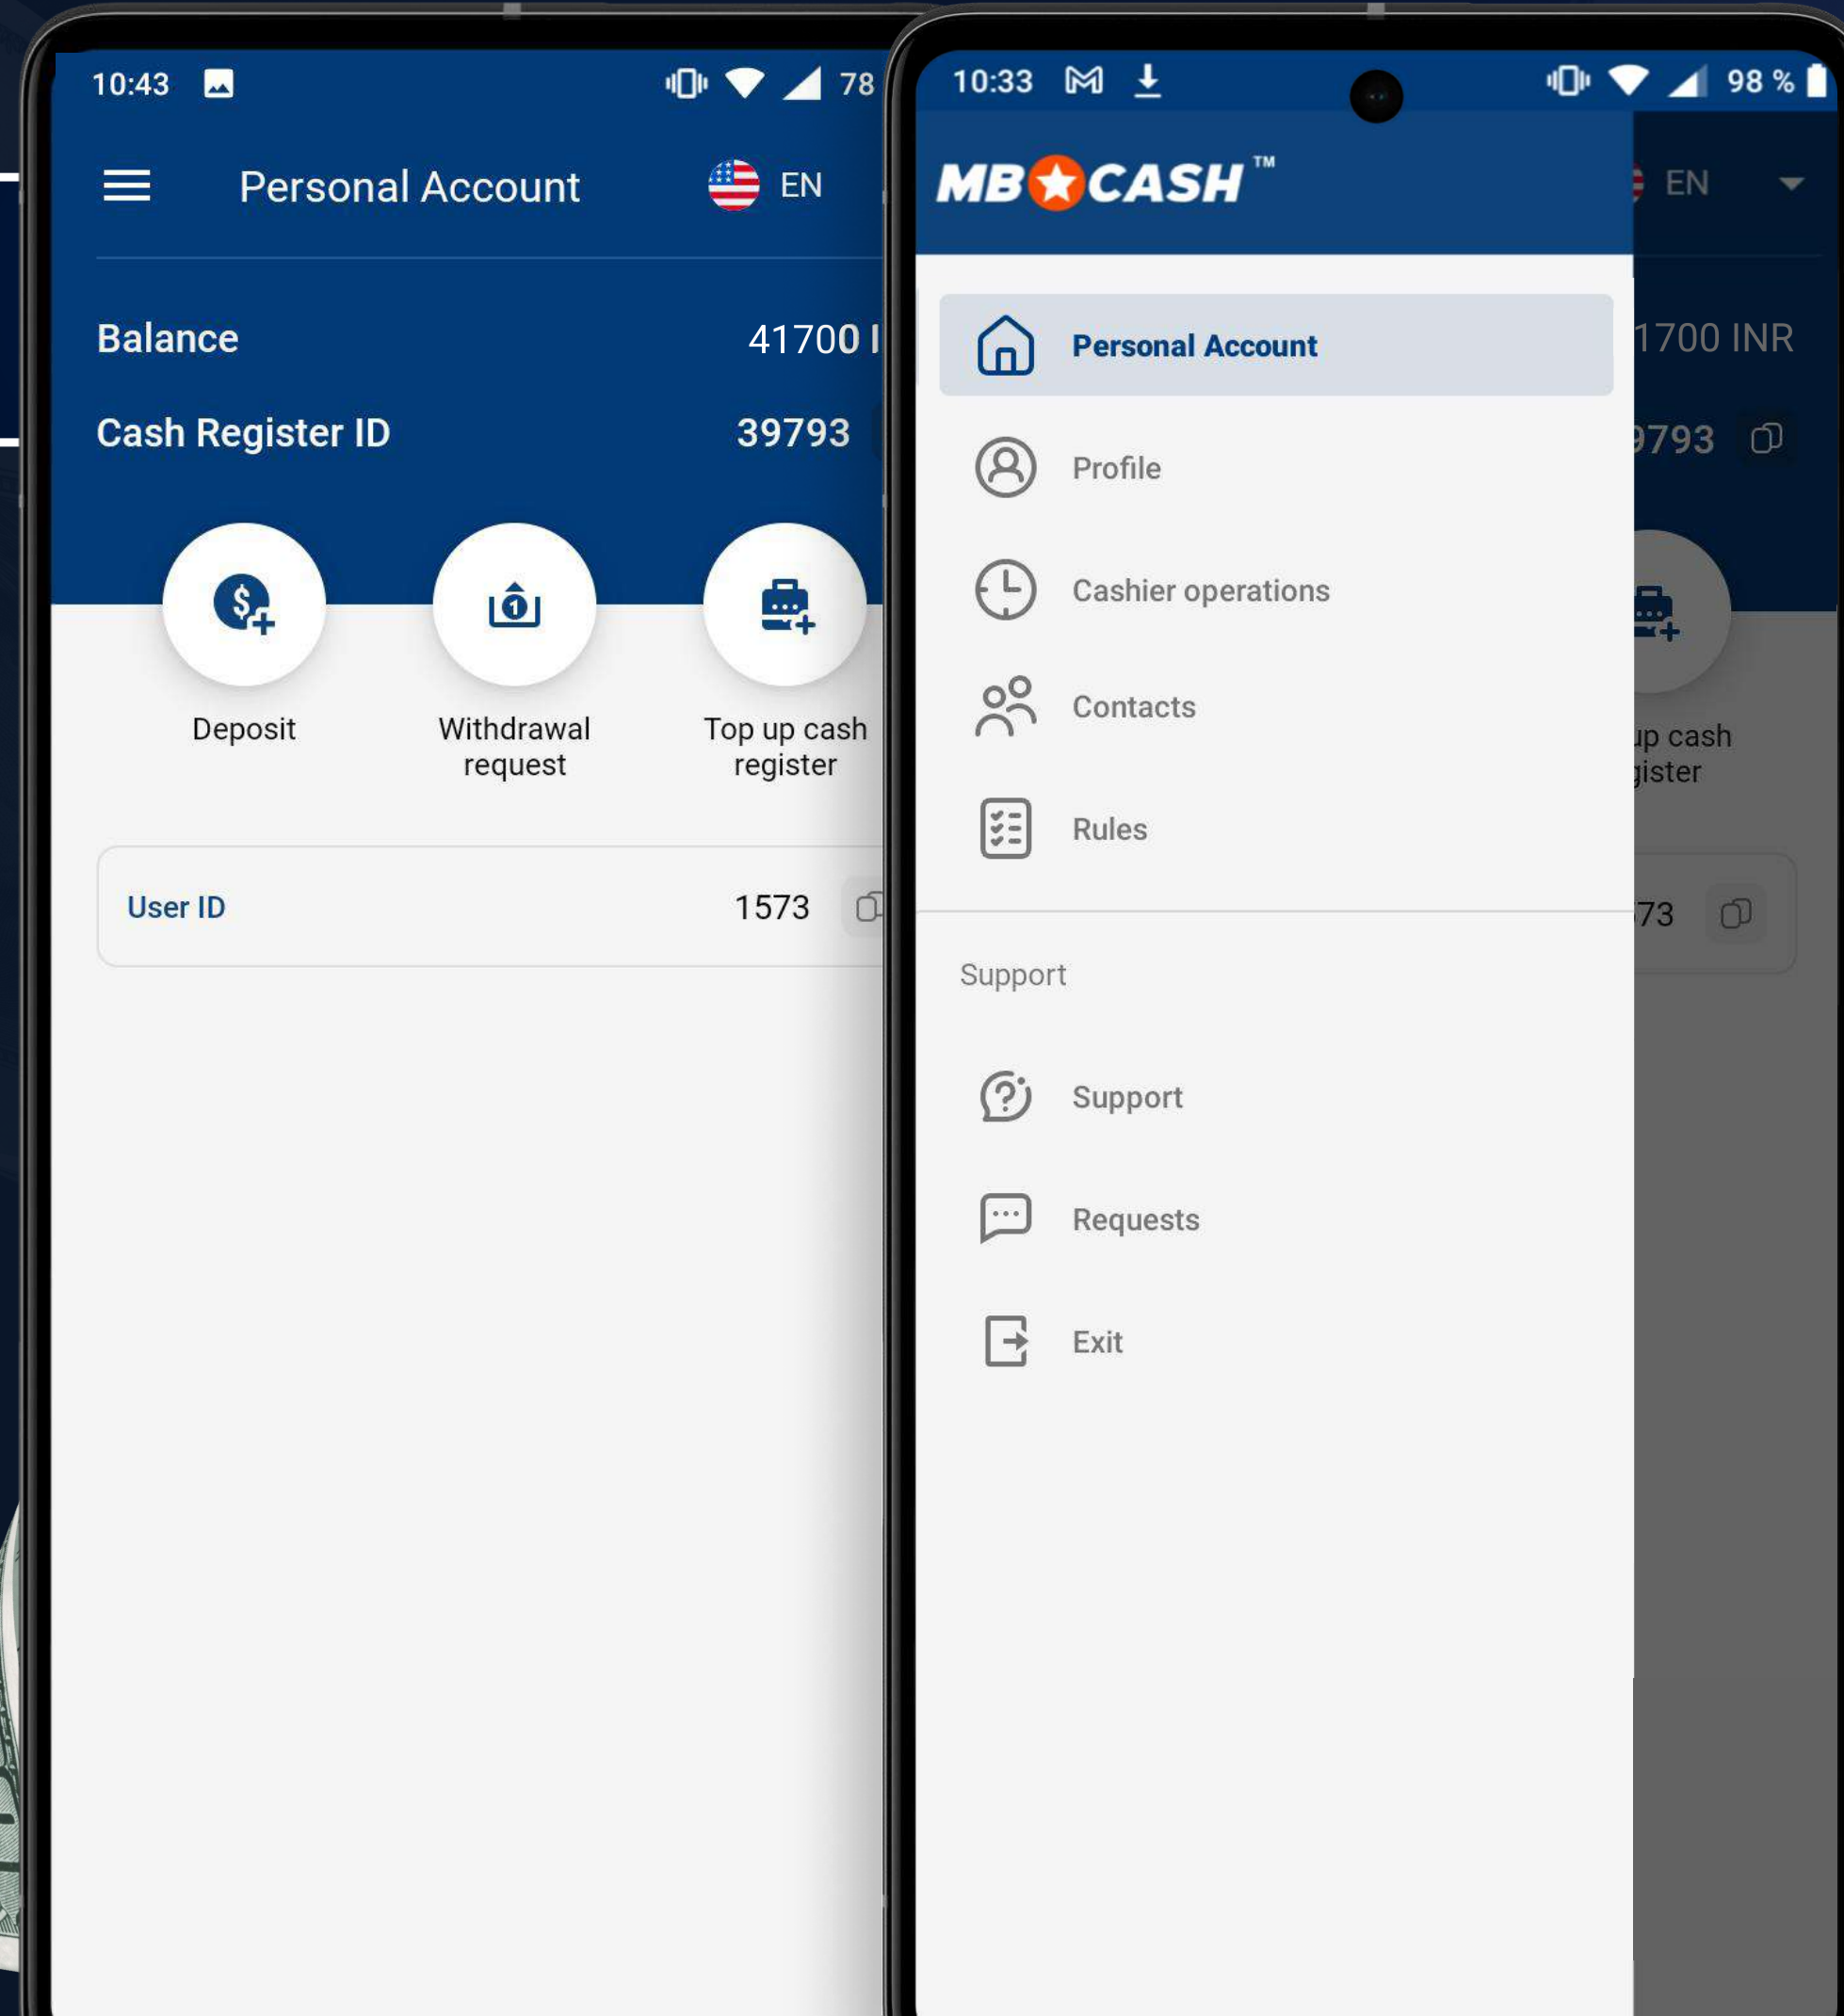 10:43
78
Personal Account
EN
Balance
41700
Cash Register ID
39793
Deposit
Withdrawal
request
Top up cash
register
User ID
1573
10:33
98 %
MB CASH™
EN
Personal Account
1700 INR
Profile
9793
Cashier operations
Contacts
up cash
gister
Rules
73
Support
Support
Requests
Exit